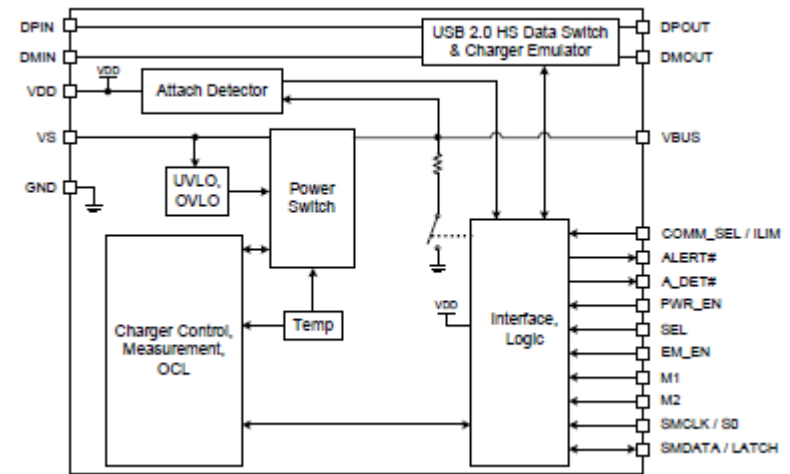 DPIN
DMIN
VDD
VS
GND
VDD
Attach Detector
USB 2.0 HS Data Switch
& Charger Emulator
UVLO,
OVLO
Power
Switch
Charger Control,
Measurement,
OCL
Temp
VDD
Interface,
Logic
DPOUT
DMOUT
VBUS
COMM_SEL / ILIM
ALERT#
A_DET#
PWR_EN
SEL
EM_EN
M1
M2
SMCLK / S0
SMDATA / LATCH